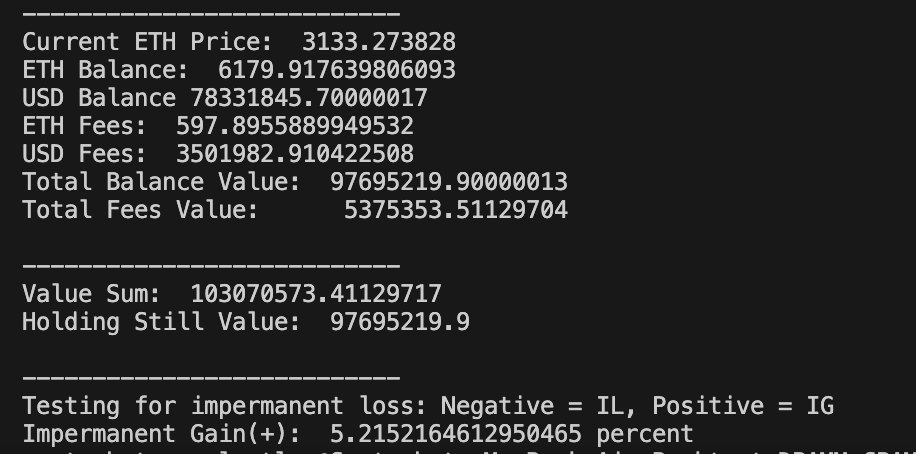 ---------------------------
Current ETH Price:  3133.273828
ETH Balance:  6179.917639806093
USD Balance 78331845.70000017
ETH Fees:  597.8955889949532
USD Fees:  3501982.910422508
Total Balance Value:  97695219.90000013
Total Fees Value:      5375353.51129704
---------------------------
Value Sum:  103070573.41129717
Holding Still Value:  97695219.9
---------------------------
Testing for impermanent loss: Negative = IL, Positive = IG
Impermanent Gain(+):  5.2152164612950465 percent